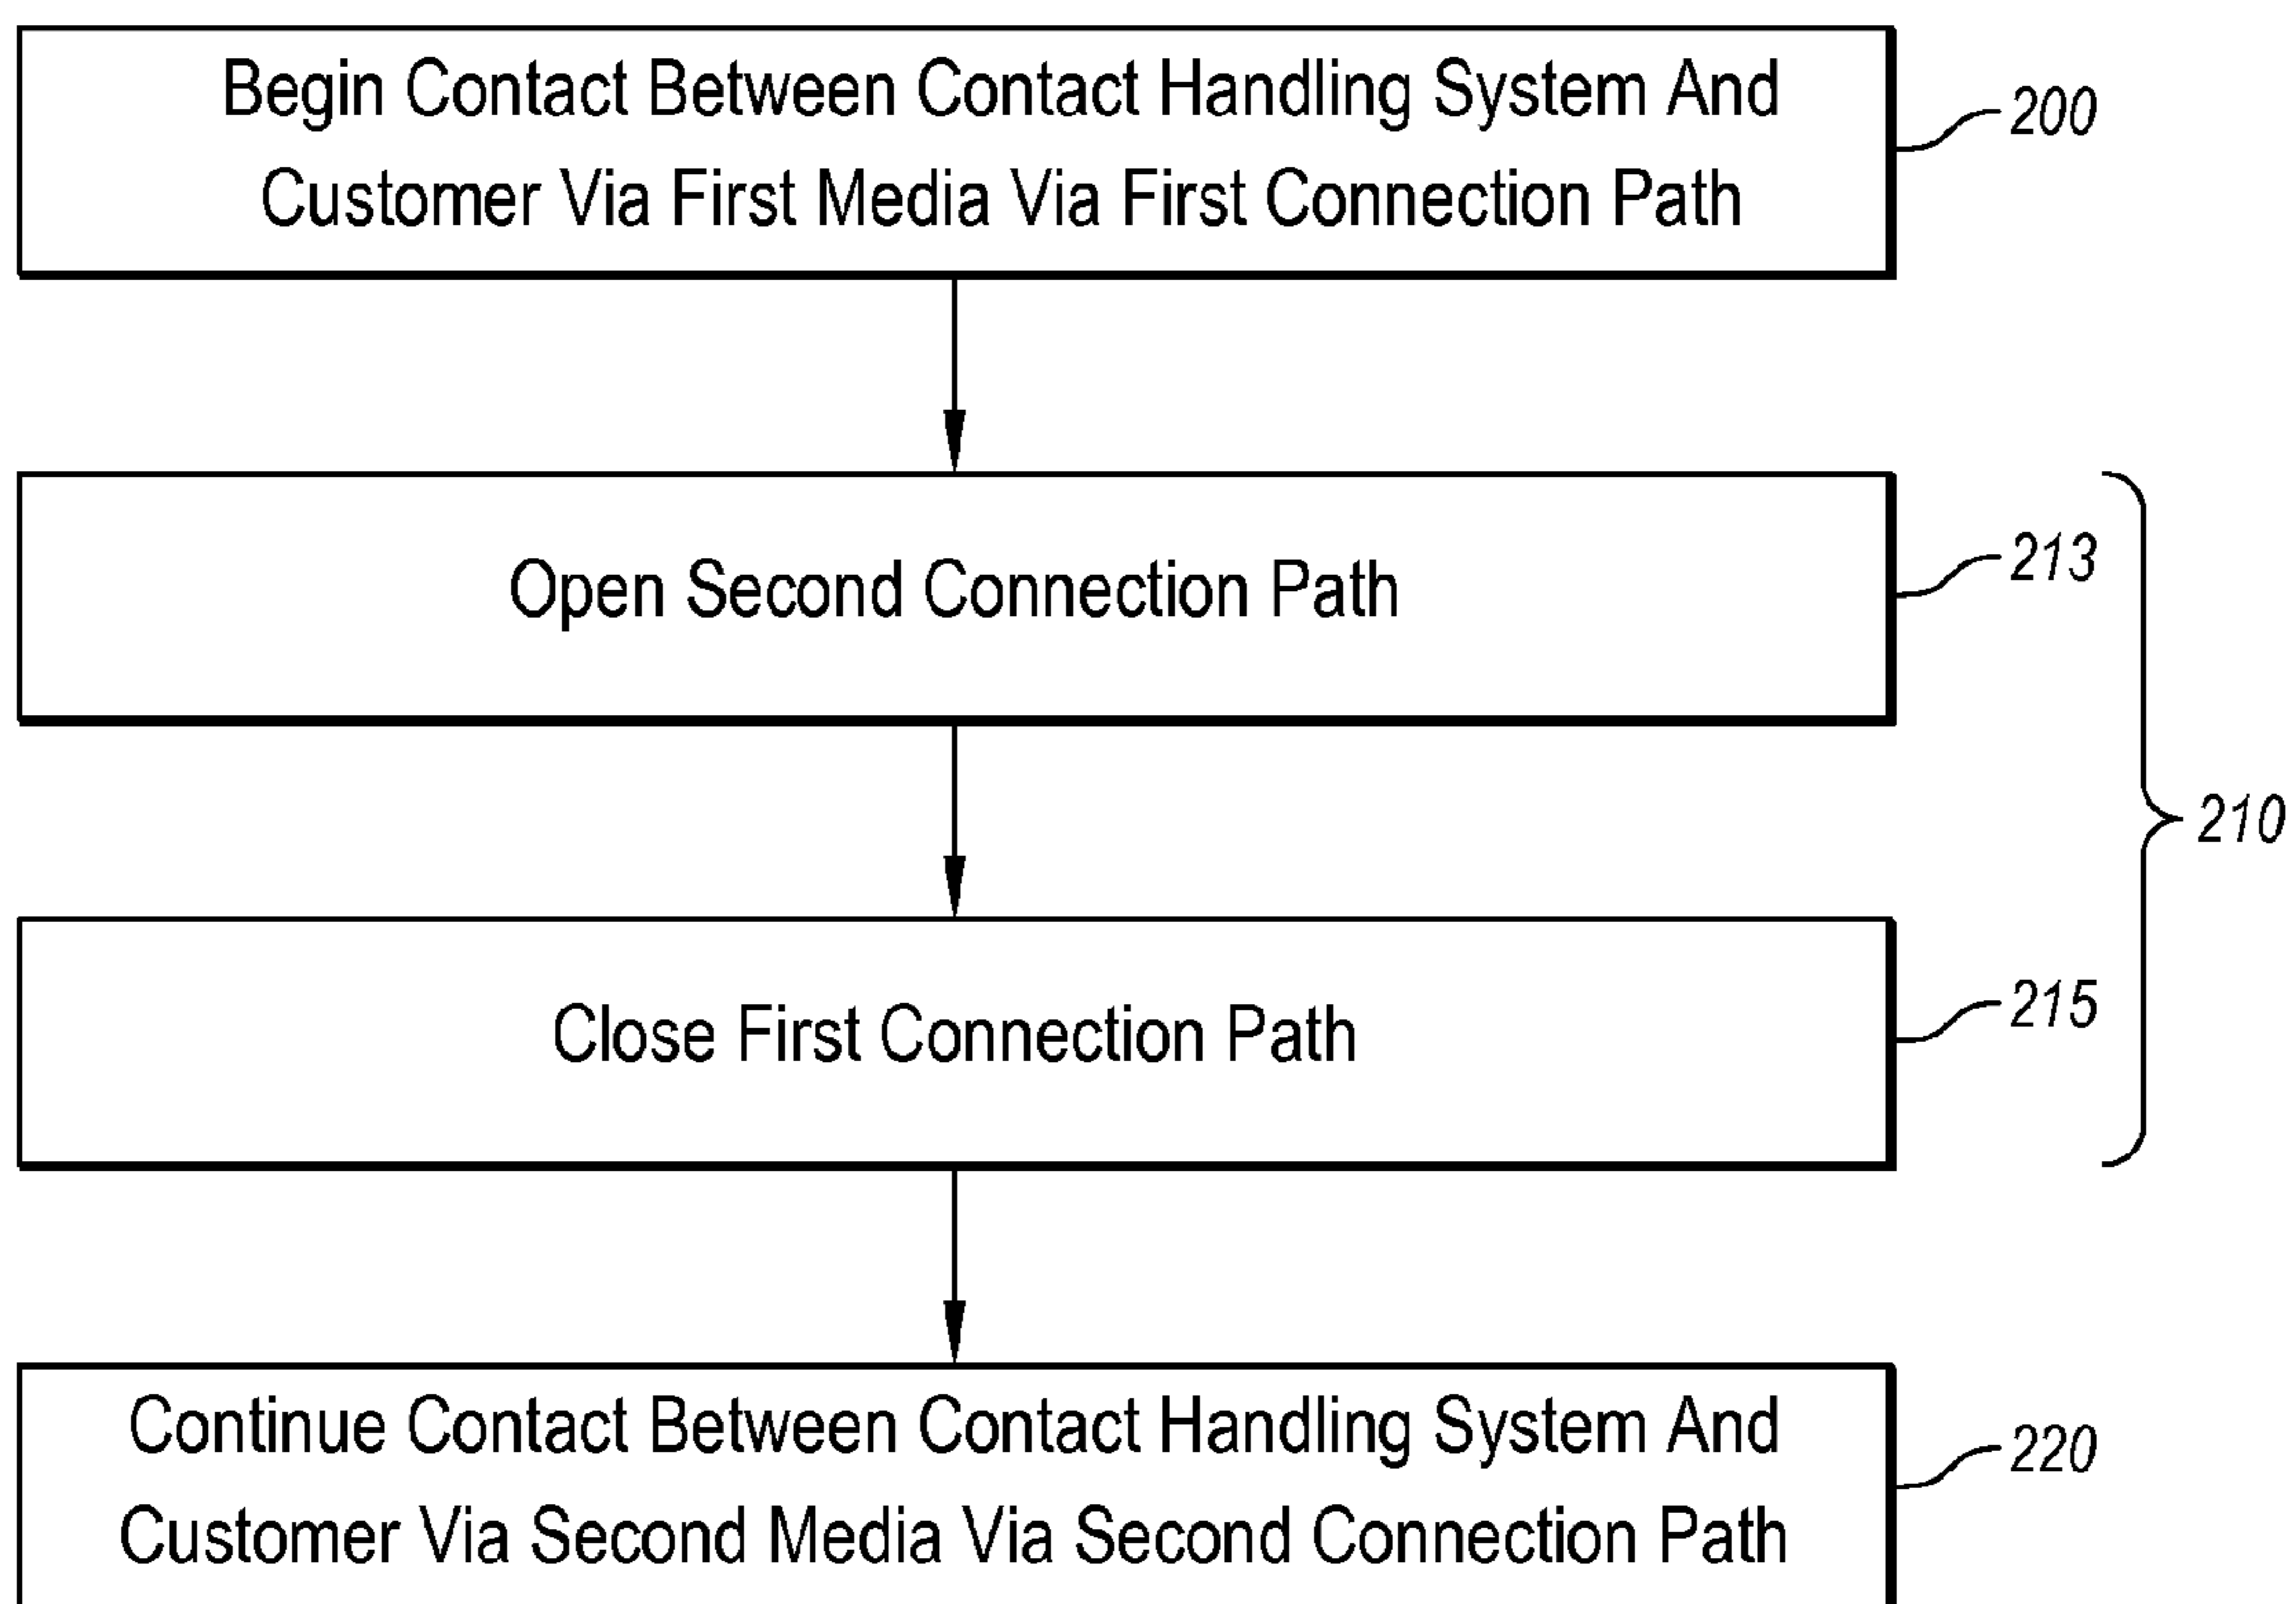 Begin Contact Between Contact Handling System And
Customer Via First Media Via First Connection Path
200
Open Second Connection Path
213
210
Close First Connection Path
215
Continue Contact Between Contact Handling System And
Customer Via Second Media Via Second Connection Path
220